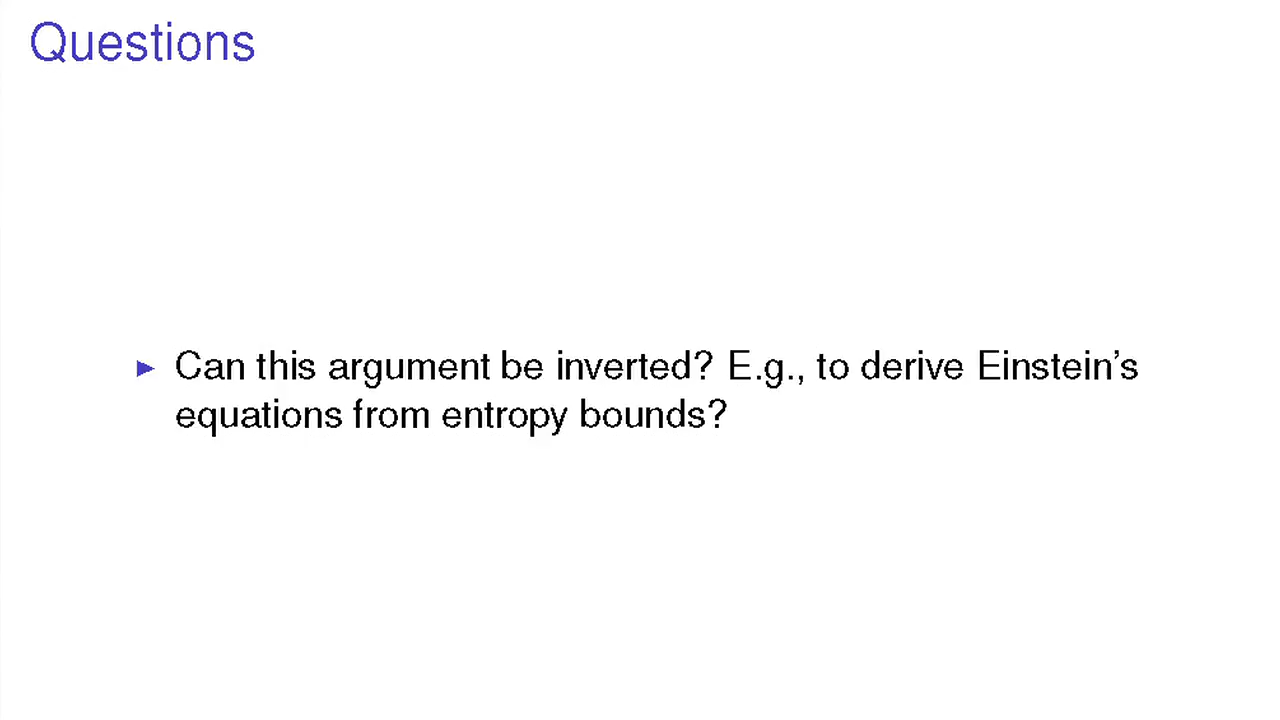 Questions
▶ Can this argument be inverted? E.g., to derive Einstein's
equations from entropy bounds?